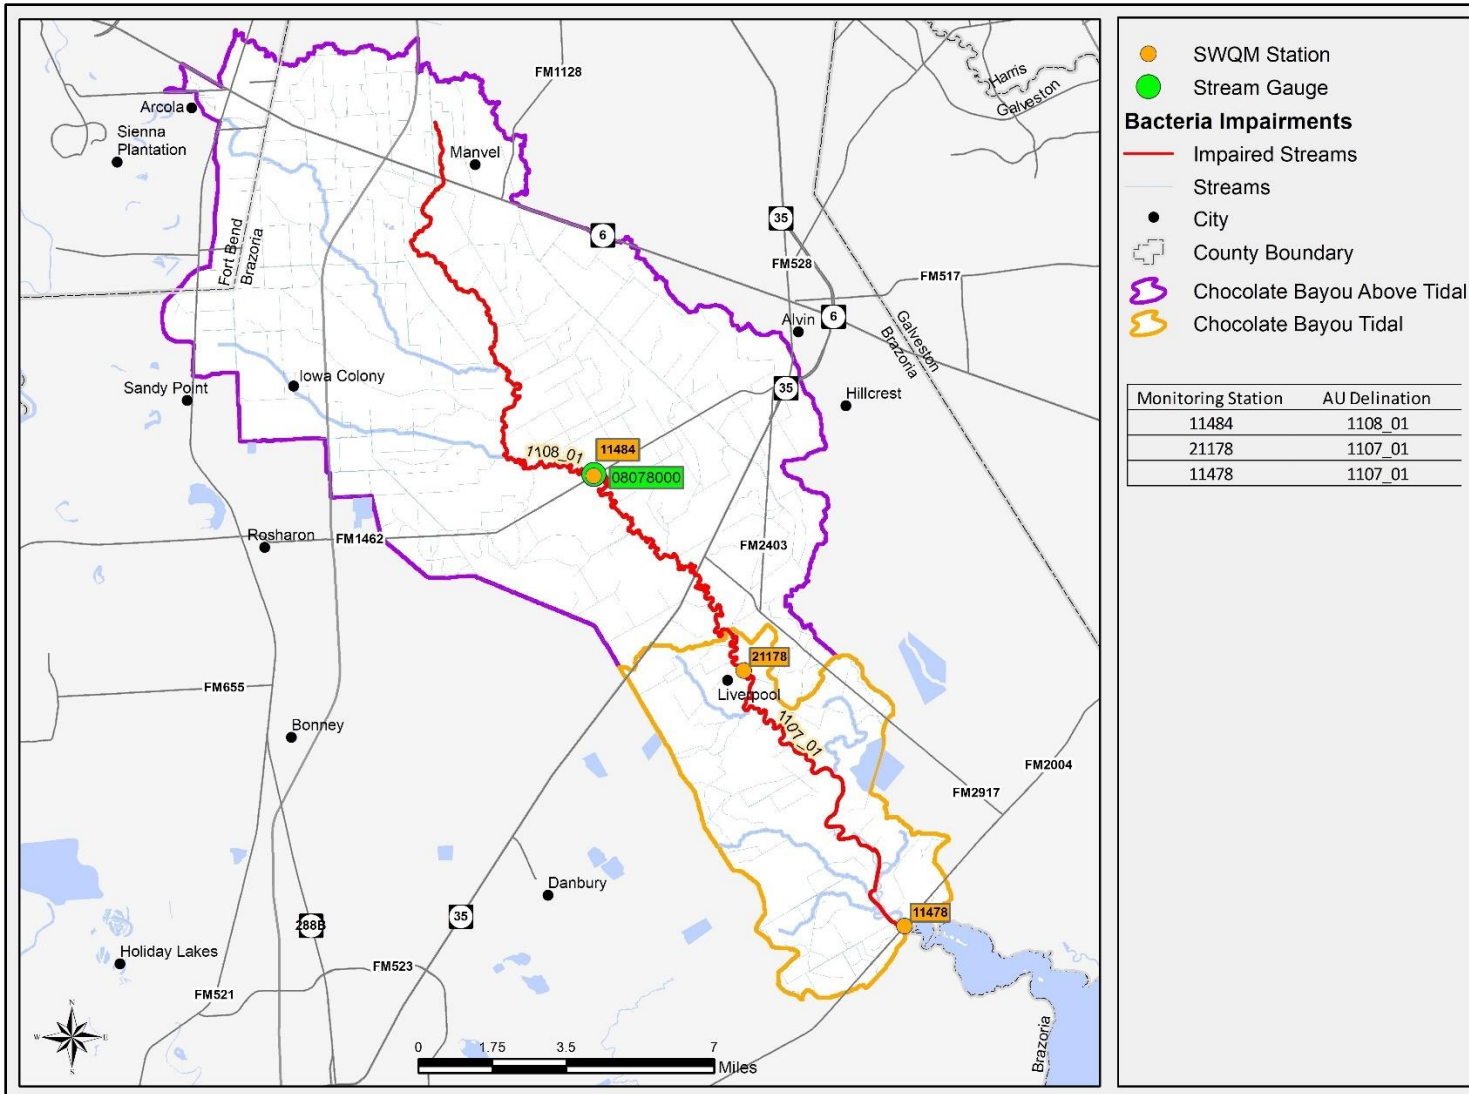 FM1128
Harris
Galveston
Arcola
Sienna
Plantation
Manvel
6
35
FM528
FM517
Fort Bend
Brazoria
Alvin
6
Galveston
Brazoria
Sandy Point
Iowa Colony
35
Hillcrest
1108_01
11484
08078000
Rosharon
FM1462
FM2403
21178
Liverpool
FM655
Bonney
1107_01
FM2004
FM2917
Danbury
288B
35
11478
Holiday Lakes
FM523
FM521
N
W
E
S
0
1.75
3.5
7
Miles
Brazoria
SWQM Station
Stream Gauge
Bacteria Impairments
Impaired Streams
Streams
City
County Boundary
Chocolate Bayou Above Tidal
Chocolate Bayou Tidal
Monitoring Station AU Delination
11484 1108_01
21178 1107_01
11478 1107_01